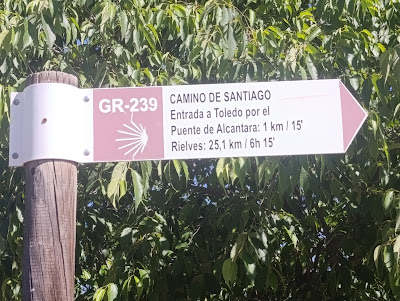 GR-239
CAMINO DE SANTIAGO
Entrada a Toledo por el
Puente de Alcantara: 1 km / 15'
Rielves: 25,1 km / 6h 15'